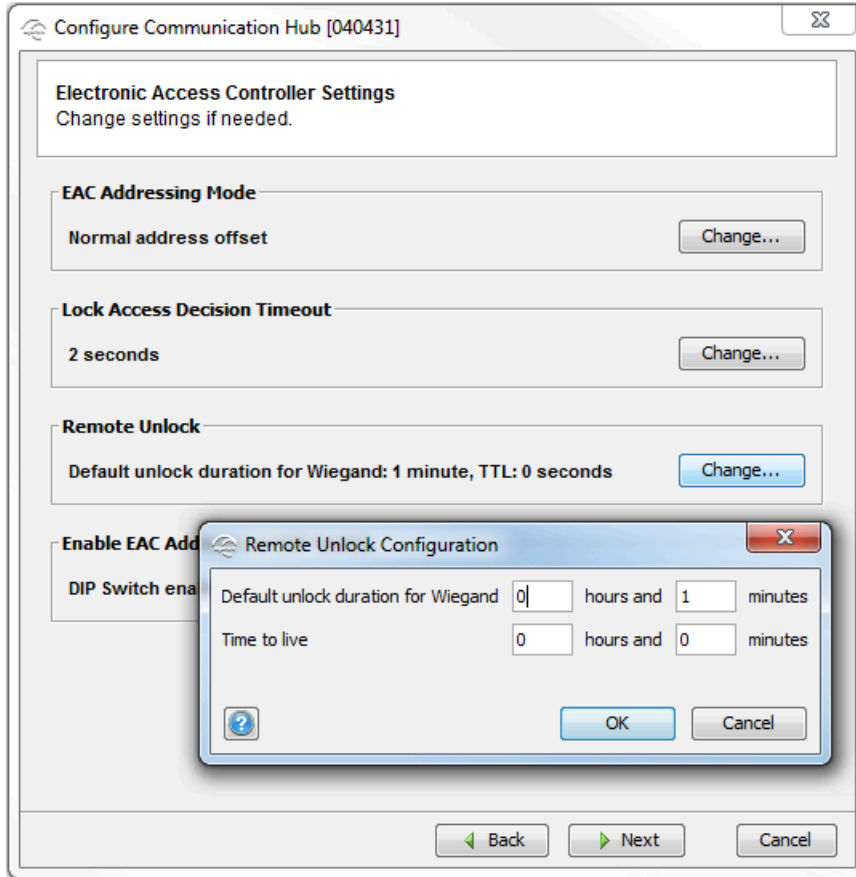 Configure Communication Hub [040431]
Electronic Access Controller Settings
Change settings if needed.
EAC Addressing Mode
Normal address offset
Change...
Lock Access Decision Timeout
2 seconds
Change...
Remote Unlock
Default unlock duration for Wiegand: 1 minute, TTL: 0 seconds
Change...
Enable EAC Add
DIP Switch ena
Remote Unlock Configuration
Default unlock duration for Wiegand 0 hours and 1 minutes
Time to live 0 hours and 0 minutes
? OK Cancel
Back Next Cancel